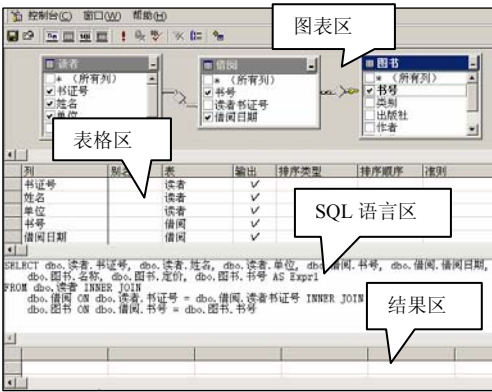 控制台(C) 窗口(W) 帮助(H)
图表区
读者
* (所有列)
书证号
姓名
单位
借阅
* (所有列)
书号
读者书证号
借阅日期
图书
* (所有列)
书号
类别
出版社
作者
表格区
列 别名 表 输出 排序类型 排序顺序 准则
书证号 读者
姓名 读者
单位 读者
书号 借阅
借阅日期 借阅
SQL 语言区
SELECT dbo.读者.书证号, dbo.读者.姓名, dbo.读者.单位, dbo.借阅.书号, dbo.借阅.借阅日期,
dbo.图书.名称, dbo.图书.定价, dbo.图书.书号 AS Expr1
FROM dbo.读者 INNER JOIN
dbo.借阅 ON dbo.读者.书证号 = dbo.借阅.读者书证号 INNER JOIN
dbo.图书 ON dbo.借阅.书号 = dbo.图书.书号
结果区